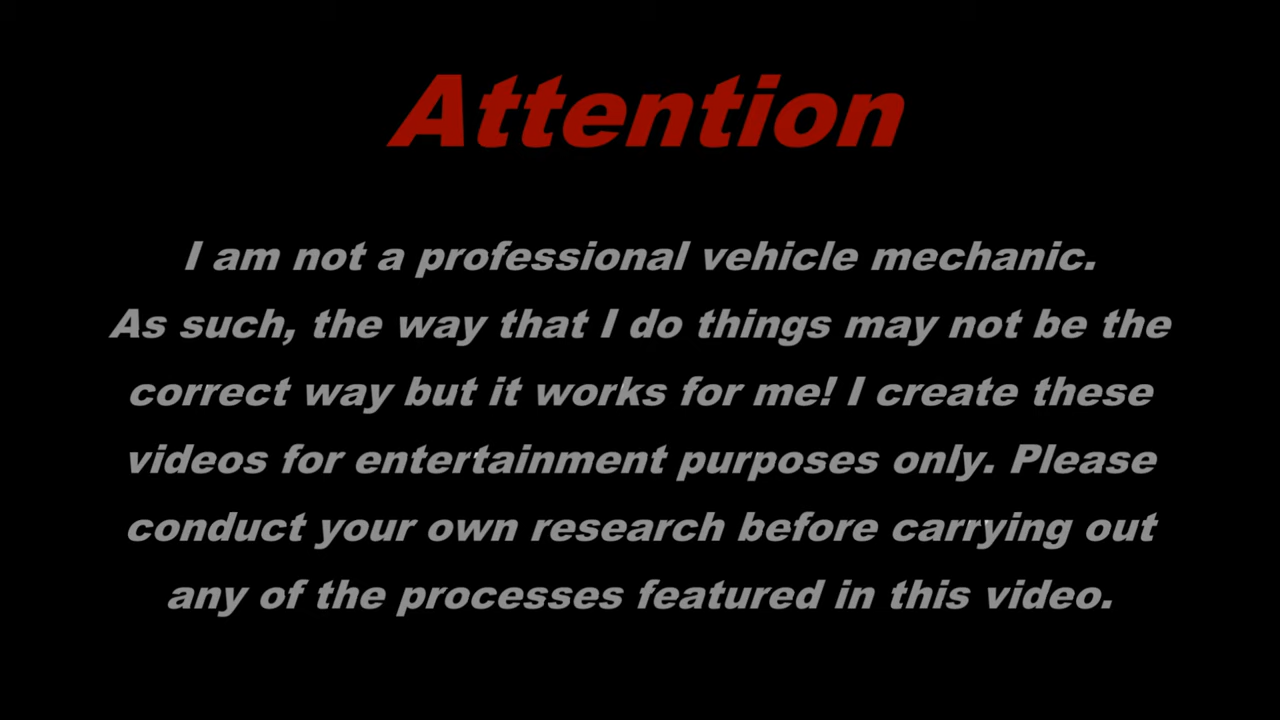 Attention
I am not a professional vehicle mechanic.
As such, the way that I do things may not be the
correct way but it works for me! I create these
videos for entertainment purposes only. Please
conduct your own research before carrying out
any of the processes featured in this video.